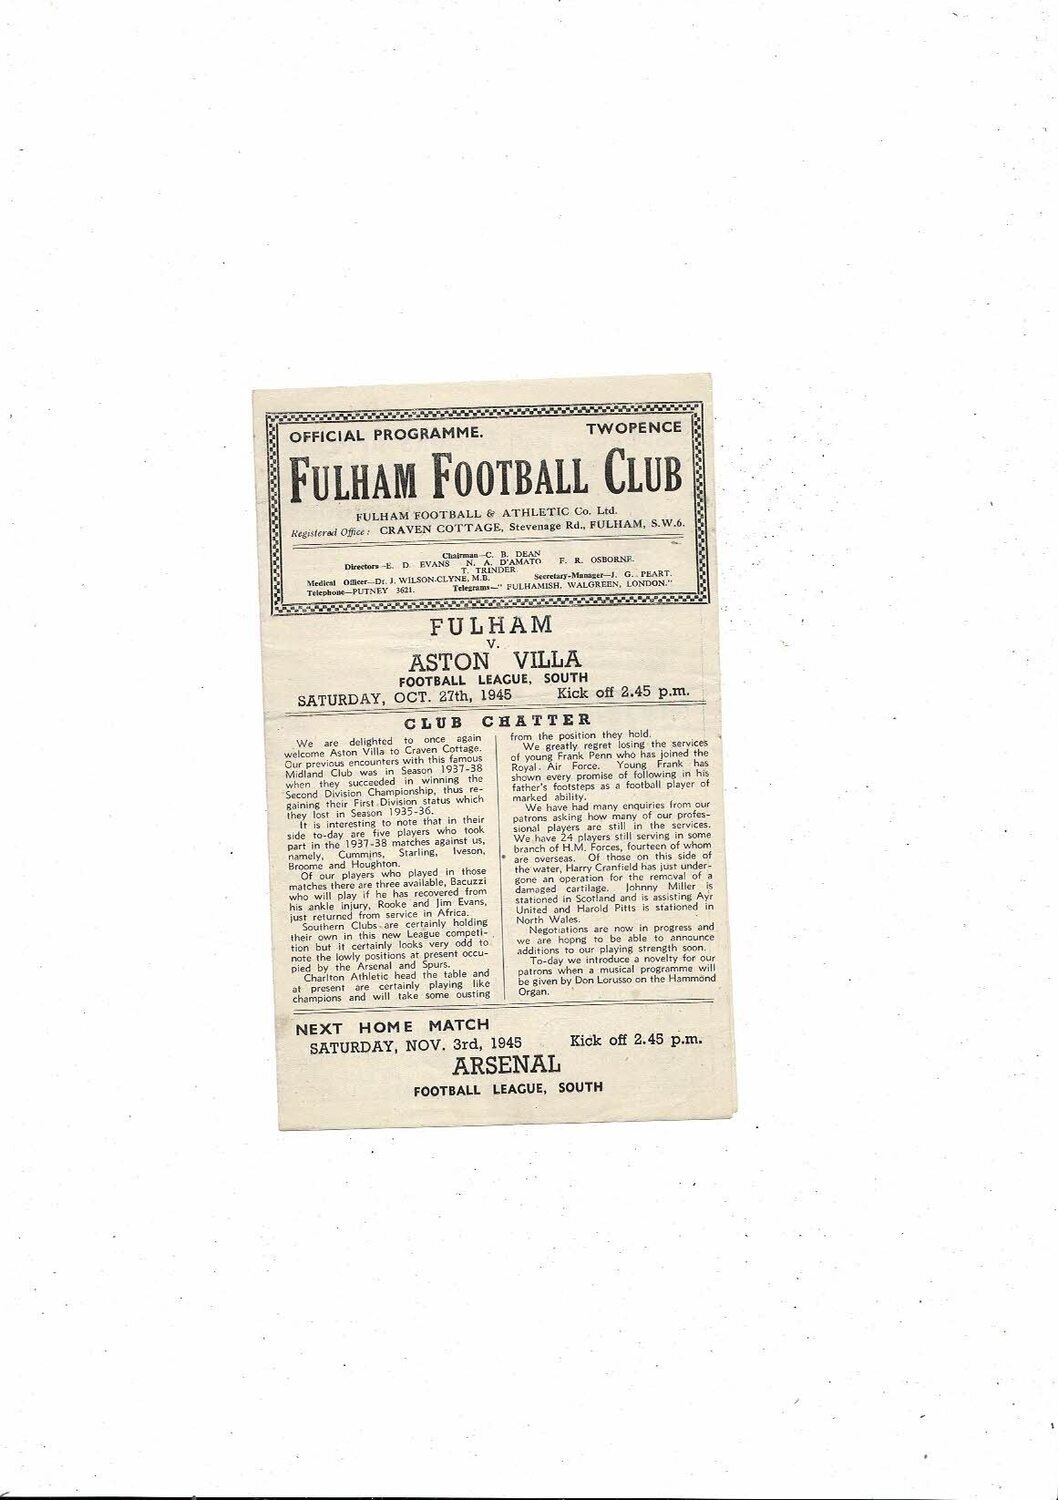 OFFICIAL PROGRAMME. TWOPENCE
FULHAM FOOTBALL CLUB
FULHAM FOOTBALL & ATHLETIC Co. Ltd.
Registered Office: CRAVEN COTTAGE, Stevenage Rd., FULHAM, S.W.6.
Chairman—C. B. DEAN
Directors—E. D. EVANS N. A. D'AMATO F. R. OSBORNE.
T. TRINDER
Medical Officer—Dr. J. WILSON-CLYNE, M.B. Secretary-Manager—J. G. PEART.
Telephone—PUTNEY 3621. Telegrams—" FULHAMISH, WALGREEN, LONDON."
FULHAM
V.
ASTON VILLA
FOOTBALL LEAGUE, SOUTH
SATURDAY, OCT. 27th, 1945 Kick off 2.45 p.m.
CLUB CHATTER
We are delighted to once again
welcome Aston Villa to Craven Cottage.
Our previous encounters with this famous
Midland Club was in Season 1937-38
when they succeeded in winning the
Second Division Championship, thus re-
gaining their First Division status which
they lost in Season 1935-36.
It is interesting to note that in their
side to-day are five players who took
part in the 1937-38 matches against us,
namely, Cummins, Starling, Iveson,
Broome and Houghton.
Of our players who played in those
matches there are three available, Bacuzzi
who will play if he has recovered from
his ankle injury, Rooke and Jim Evans,
just returned from service in Africa.
Southern Clubs are certainly holding
their own in this new League competi-
tion but it certainly looks very odd to
note the lowly positions at present occu-
pied by the Arsenal and Spurs.
Charlton Athletic head the table and
at present are certainly playing like
champions and will take some ousting
from the position they hold.
We greatly regret losing the services
of young Frank Penn who has joined the
Royal Air Force. Young Frank has
shown every promise of following in his
father's footsteps as a football player of
marked ability.
We have had many enquiries from our
patrons asking how many of our profes-
sional players are still in the services.
We have 24 players still serving in some
branch of H.M. Forces, fourteen of whom
are overseas. Of those on this side of
the water, Harry Cranfield has just under-
gone an operation for the removal of a
damaged cartilage. Johnny Miller is
stationed in Scotland and is assisting Ayr
United and Harold Pitts is stationed in
North Wales.
Negotiations are now in progress and
we are hopng to be able to announce
additions to our playing strength soon.
To-day we introduce a novelty for our
patrons when a musical programme will
be given by Don Lorusso on the Hammond
Organ.
NEXT HOME MATCH
SATURDAY, NOV. 3rd, 1945 Kick off 2.45 p.m.
ARSENAL
FOOTBALL LEAGUE, SOUTH